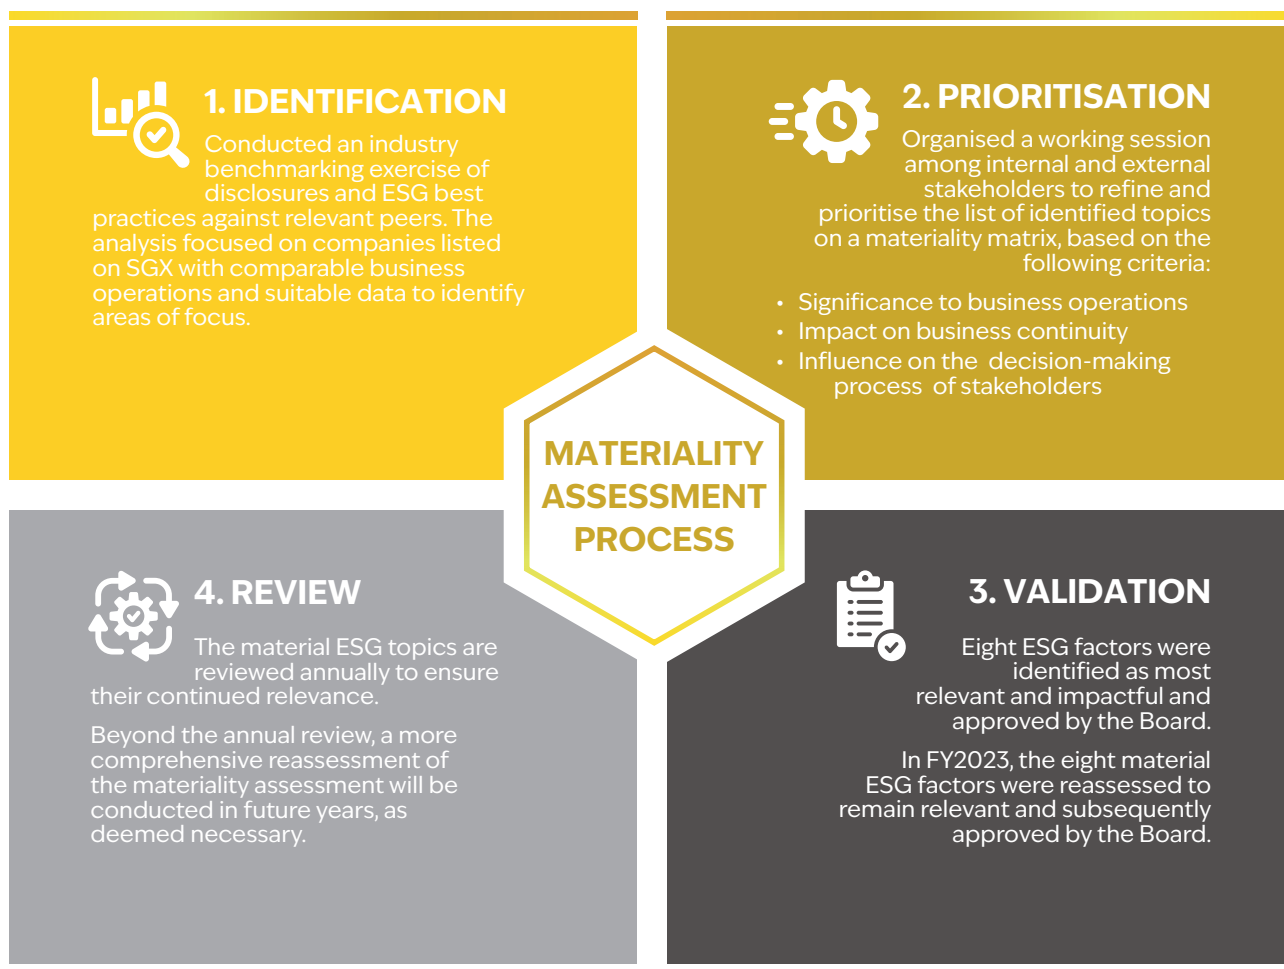 1. IDENTIFICATION
Conducted an industry
benchmarking exercise of
disclosures and ESG best
practices against relevant peers. The
analysis focused on companies listed
on SGX with comparable business
operations and suitable data to identify
areas of focus.
2. PRIORITISATION
Organised a working session
among internal and external
stakeholders to refine and
prioritise the list of identified topics
on a materiality matrix, based on the
following criteria:
• Significance to business operations
• Impact on business continuity
• Influence on the decision-making
process of stakeholders
MATERIALITY
ASSESSMENT
PROCESS
3. VALIDATION
Eight ESG factors were
identified as most
relevant and impactful and
approved by the Board.
In FY2023, the eight material
ESG factors were reassessed to
remain relevant and subsequently
approved by the Board.
4. REVIEW
The material ESG topics are
reviewed annually to ensure
their continued relevance.
Beyond the annual review, a more
comprehensive reassessment of
the materiality assessment will be
conducted in future years, as
deemed necessary.